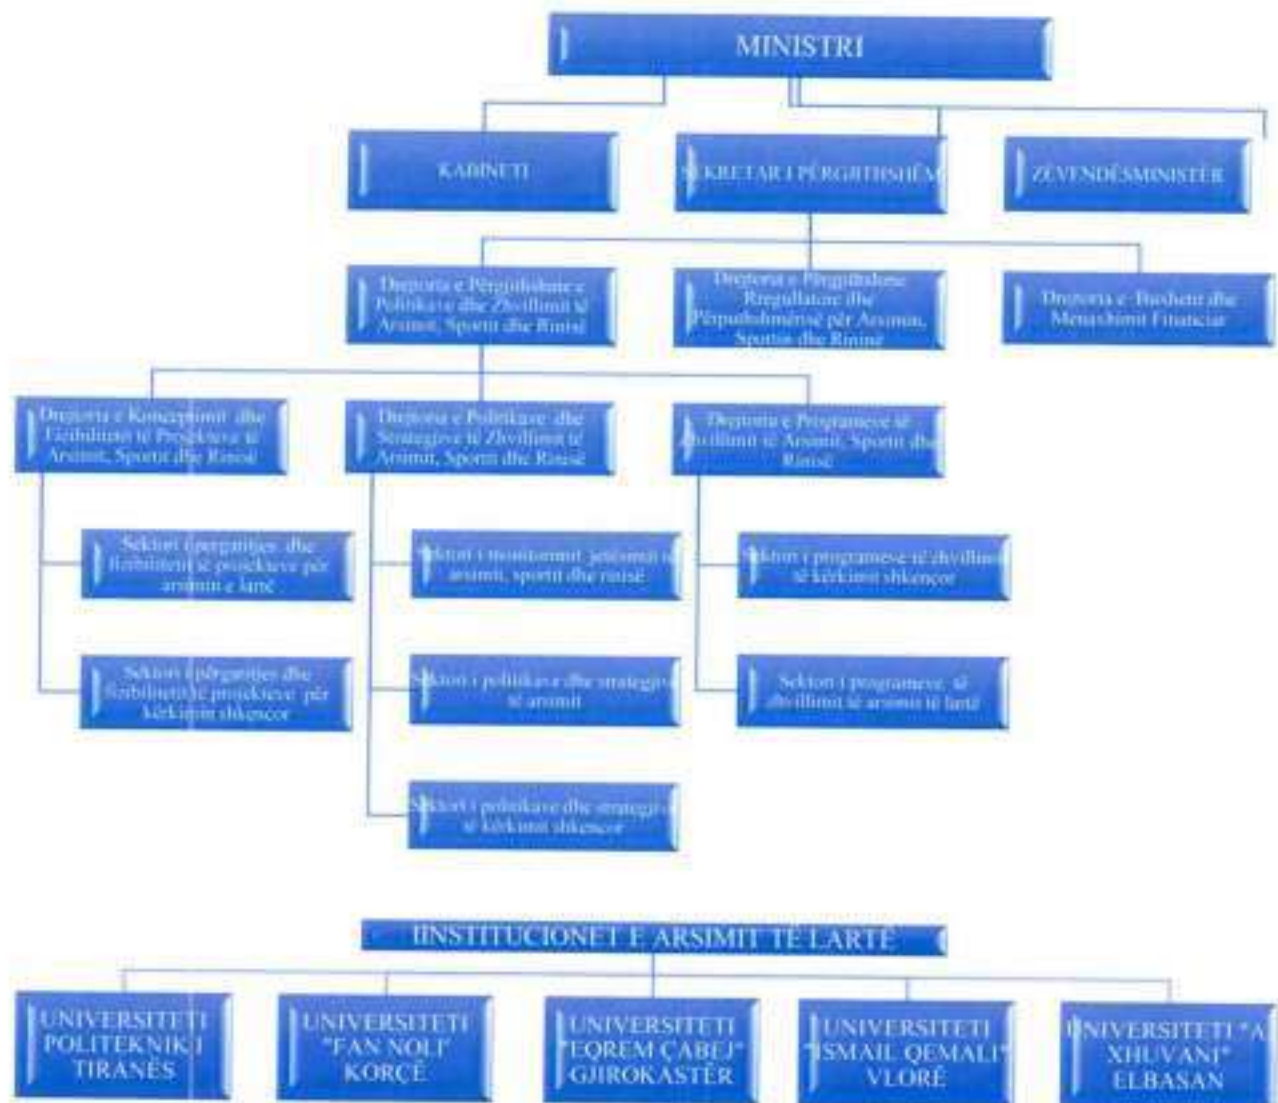 MINISTRI
KABINETI
SEKRETAR I PËRGJITHSHËM
ZËVENDËSMINISTËR
Drejtoria e Përgjithshme e
Politikave dhe Zhvillimit të
Arsimit, Sportit dhe Rinisë
Drejtoria e Përgjithshme
Rregullatore dhe
Përputhshmërisë për Arsimin,
Sportin dhe Rininë
Drejtoria e Buxhetit dhe
Menaxhimit Financiar
Drejtoria e Konceptimit dhe
Fizibilitetit të Projekteve të
Arsimit, Sportit dhe Rinisë
Drejtoria e Politikave dhe
Strategjive të Zhvillimit të
Arsimit, Sportit dhe Rinisë
Drejtoria e Programeve të
Zhvillimit të Arsimit, Sportit dhe
Rinisë
Sektori i pergatitjes dhe
fizibilitetit të projekteve për
arsimin e lartë
Sektori i monitorimit jetësimit të
arsimit, sportit dhe rinisë
Sektori i programeve të zhvillimit
të kërkimit shkencor
Sektori i përgatitjes dhe
fizibilitetit të projekteve për
kërkimin shkencor
Sektori i politikave dhe strategjive
të arsimit
Sektori i programeve të
zhvillimit të arsimit të lartë
Sektori i politikave dhe strategjive
të kërkimit shkencor
IINSTITUCIONET E ARSIMIT TË LARTË
UNIVERSITETI
POLITEKNIK I
TIRANËS
UNIVERSITETI
"FAN NOLI"
KORÇË
UNIVERSITETI
"EQREM ÇABEJ"
GJIROKASTËR
UNIVERSITETI
"ISMAIL QEMALI"
VLORË
UNIVERSITETI "A
XHUVANI"
ELBASAN